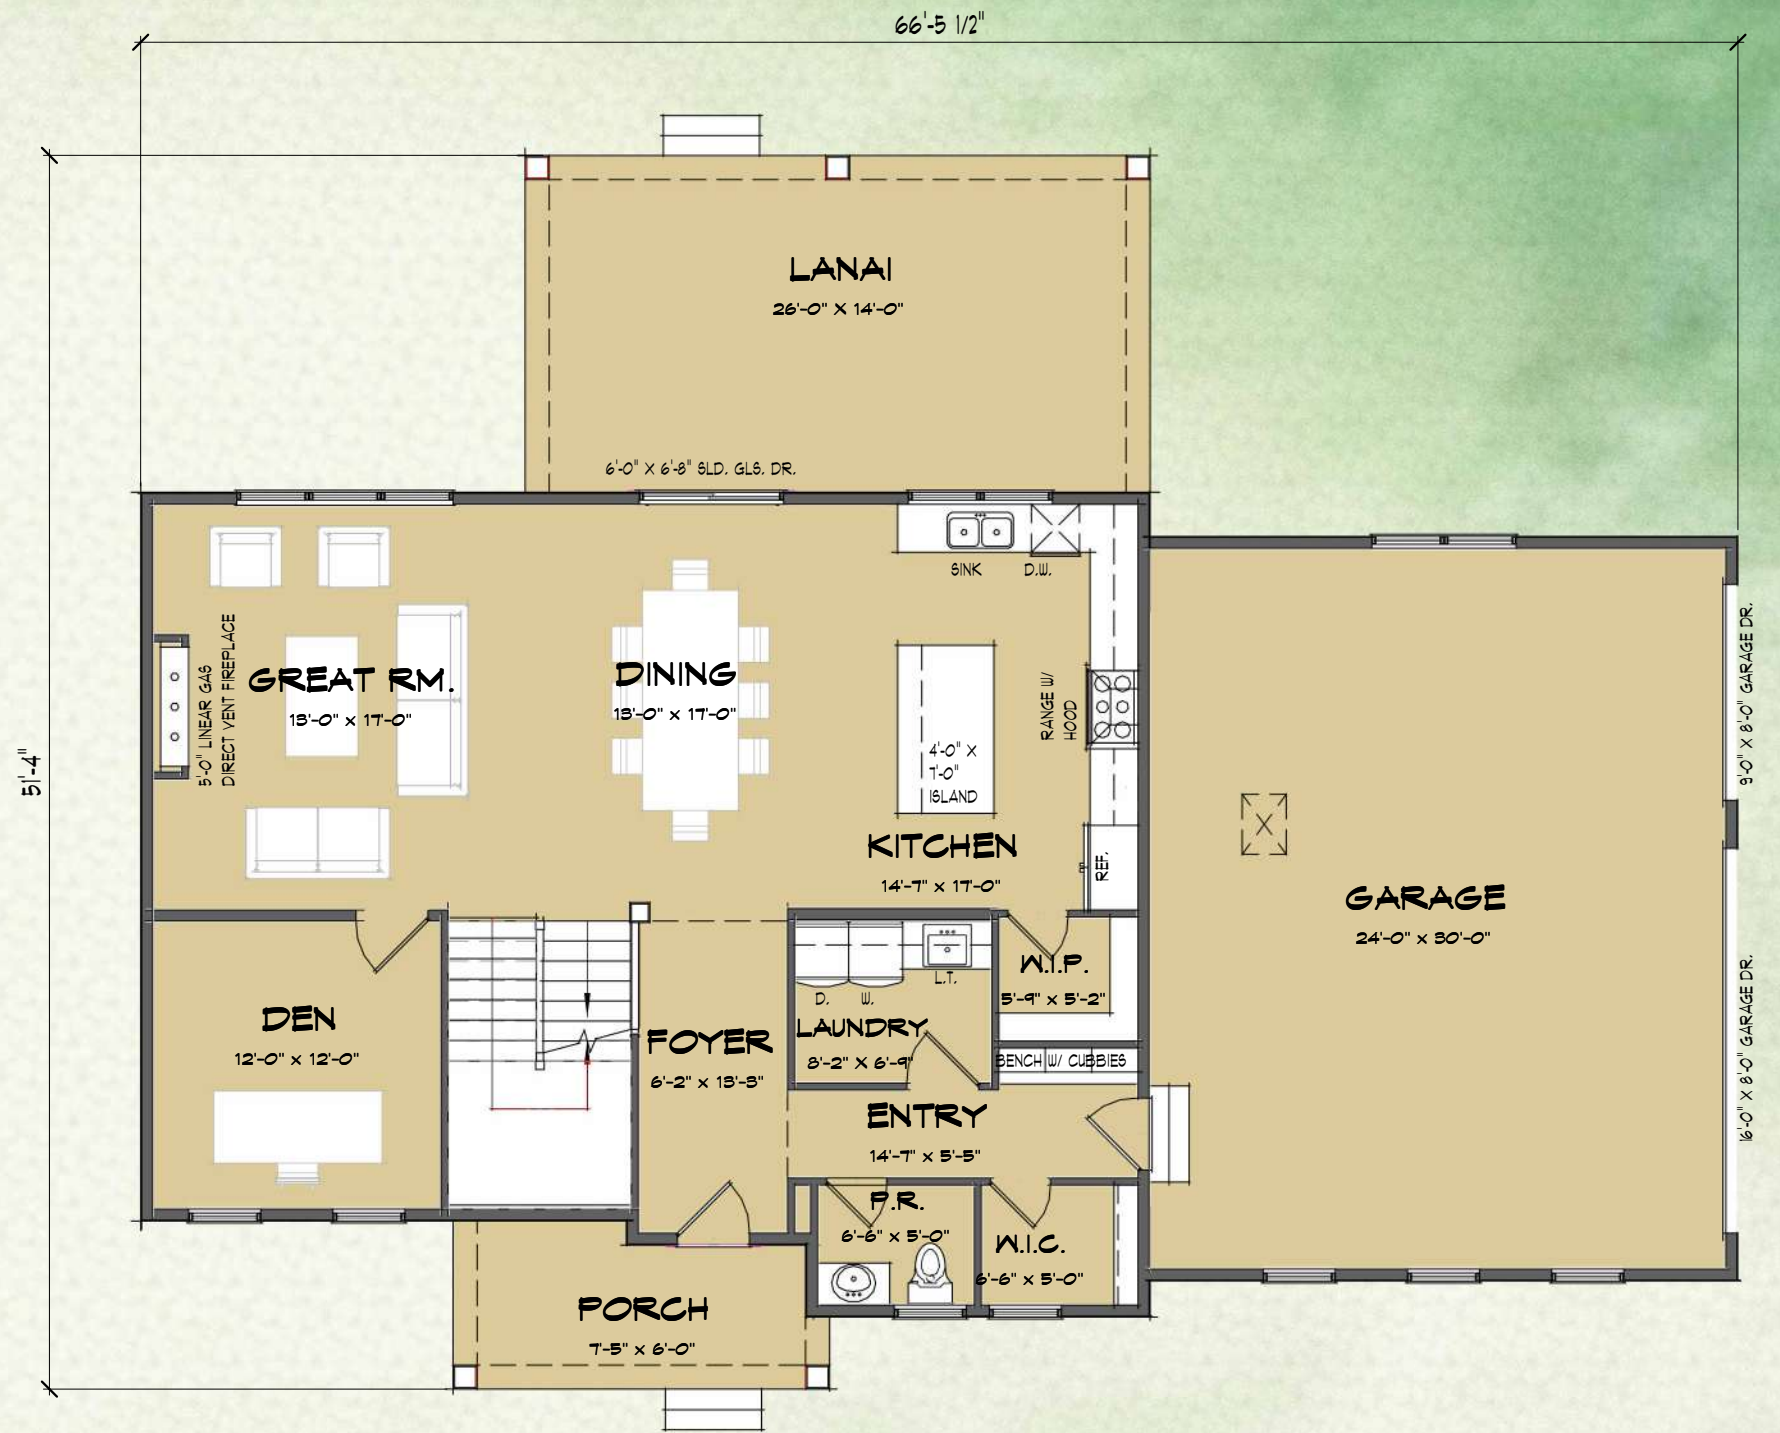 66'-5 1/2"
LANAI
26'-0" X 14'-0"
6'-0" X 6'-8" SLD. GLS. DR.
51'-4"
GREAT RM.
13'-0" x 17'-0"
5'-0" LINEAR GAS
DIRECT VENT FIREPLACE
DINING
13'-0" x 17'-0"
SINK
D.W.
RANGE W/
HOOD
4'-0" X
7'-0"
ISLAND
KITCHEN
14'-7" x 17'-0"
REF.
GARAGE
24'-0" x 30'-0"
9'-0" X 8'-0" GARAGE DR.
16'-0" X 8'-0" GARAGE DR.
DEN
12'-0" x 12'-0"
FOYER
6'-2" x 13'-3"
D.
W.
L.T.
LAUNDRY
8'-2" X 6'-9"
W.I.P.
5'-9" x 5'-2"
BENCH W/ CUBBIES
ENTRY
14'-7" x 5'-5"
P.R.
6'-6" x 5'-0"
W.I.C.
6'-6" x 5'-0"
PORCH
7'-5" x 6'-0"